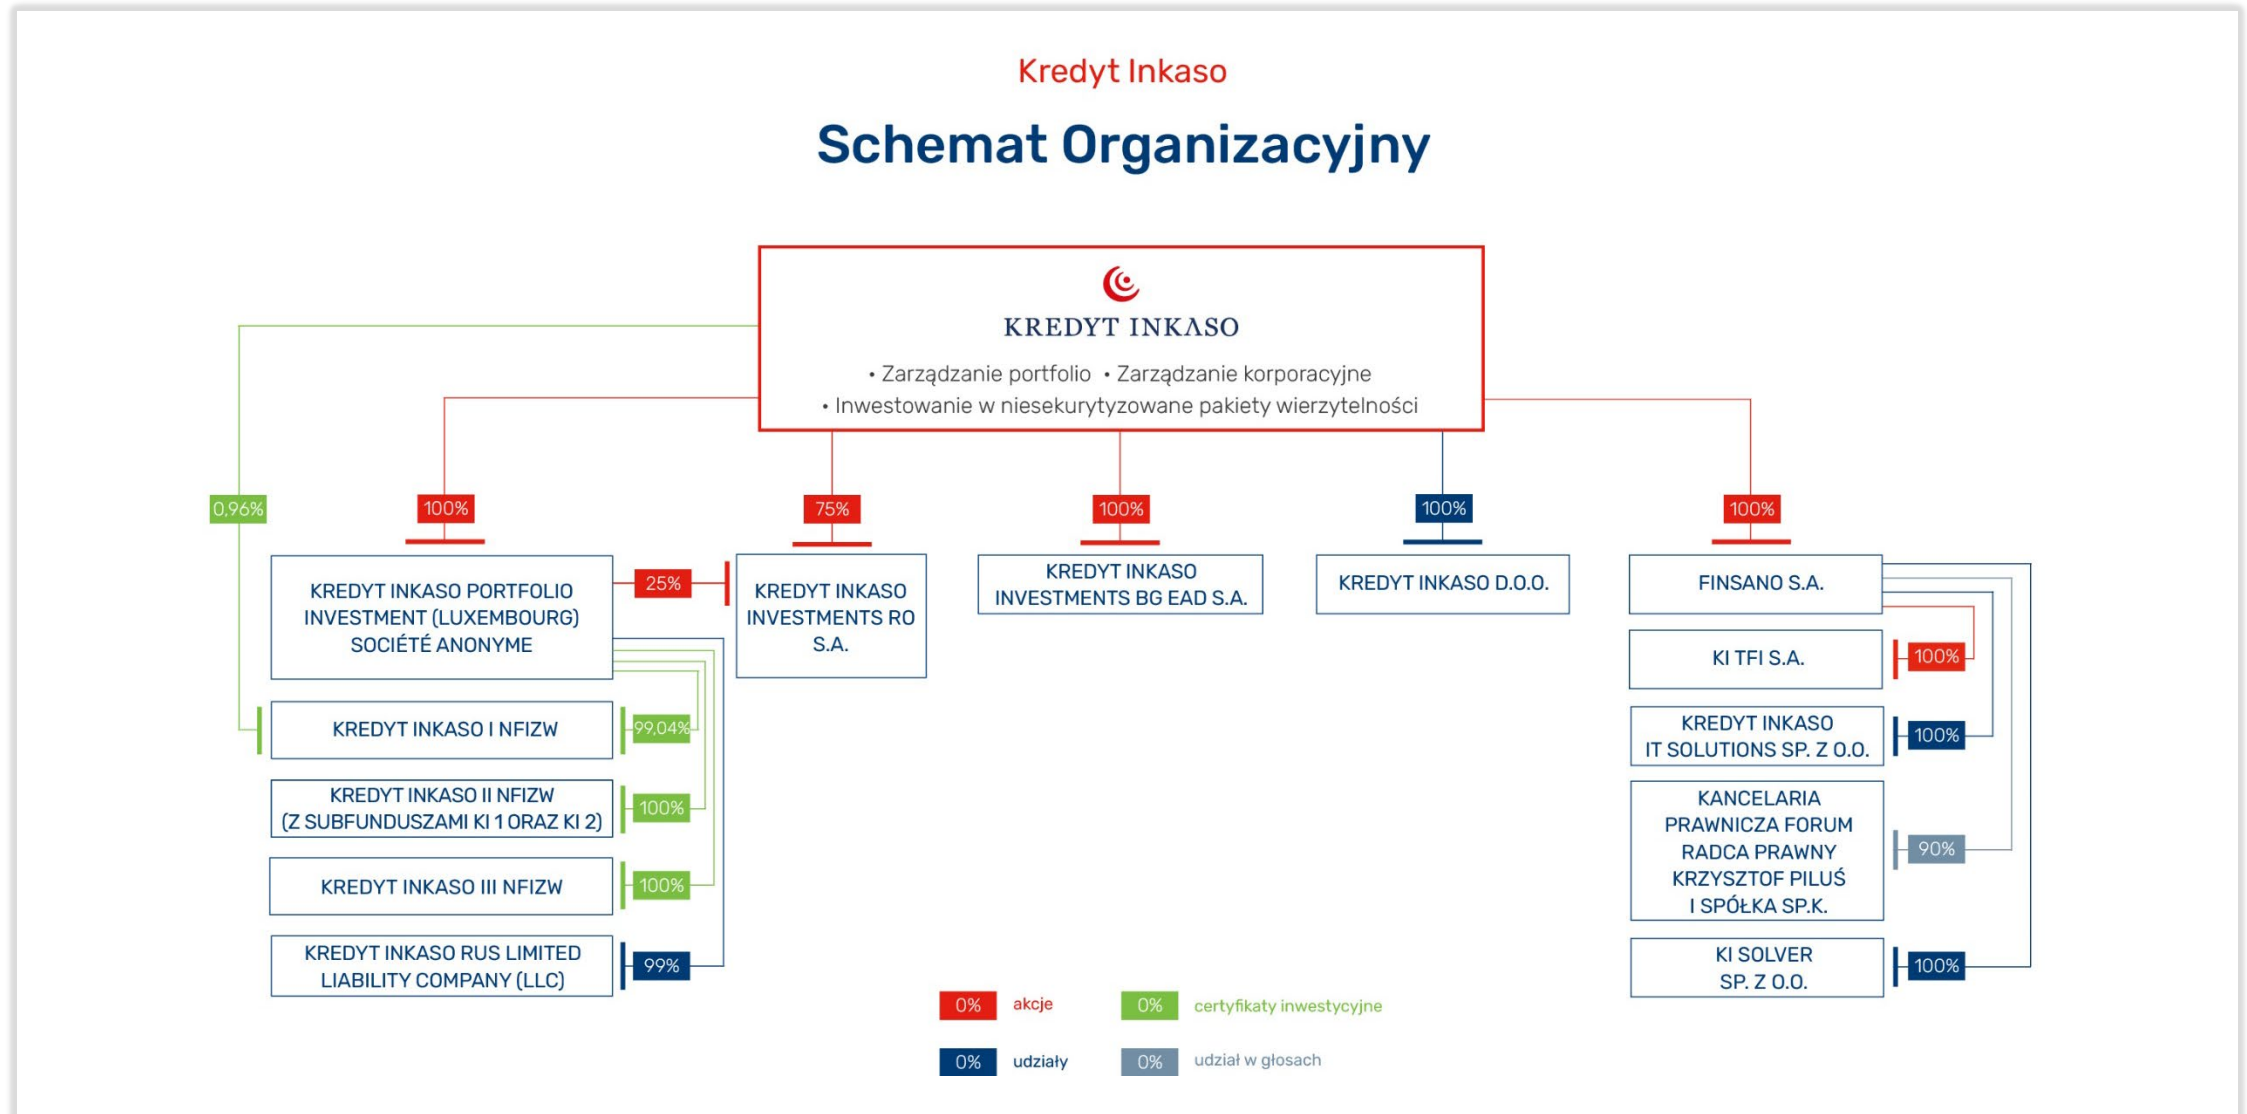 Kredyt Inkaso
Schemat Organizacyjny
KREDYT INKASO
• Zarządzanie portfolio • Zarządzanie korporacyjne
• Inwestowanie w niesekurytyzowane pakiety wierzytelności
0,96%
100%
75%
100%
100%
100%
KREDYT INKASO PORTFOLIO
INVESTMENT (LUXEMBOURG)
SOCIÉTÉ ANONYME
25%
KREDYT INKASO
INVESTMENTS RO
S.A.
KREDYT INKASO
INVESTMENTS BG EAD S.A.
KREDYT INKASO D.O.O.
FINSANO S.A.
KI TFI S.A.
100%
KREDYT INKASO I NFIZW
99,04%
KREDYT INKASO
IT SOLUTIONS SP. Z O.O.
100%
KREDYT INKASO II NFIZW
(Z SUBFUNDUSZAMI KI 1 ORAZ KI 2)
100%
KANCELARIA
PRAWNICZA FORUM
RADCA PRAWNY
KRZYSZTOF PILUŚ
I SPÓŁKA SP.K.
90%
KREDYT INKASO III NFIZW
100%
KREDYT INKASO RUS LIMITED
LIABILITY COMPANY (LLC)
99%
KI SOLVER
SP. Z O.O.
100%
0% akcje
0% certyfikaty inwestycyjne
0% udziały
0% udział w głosach